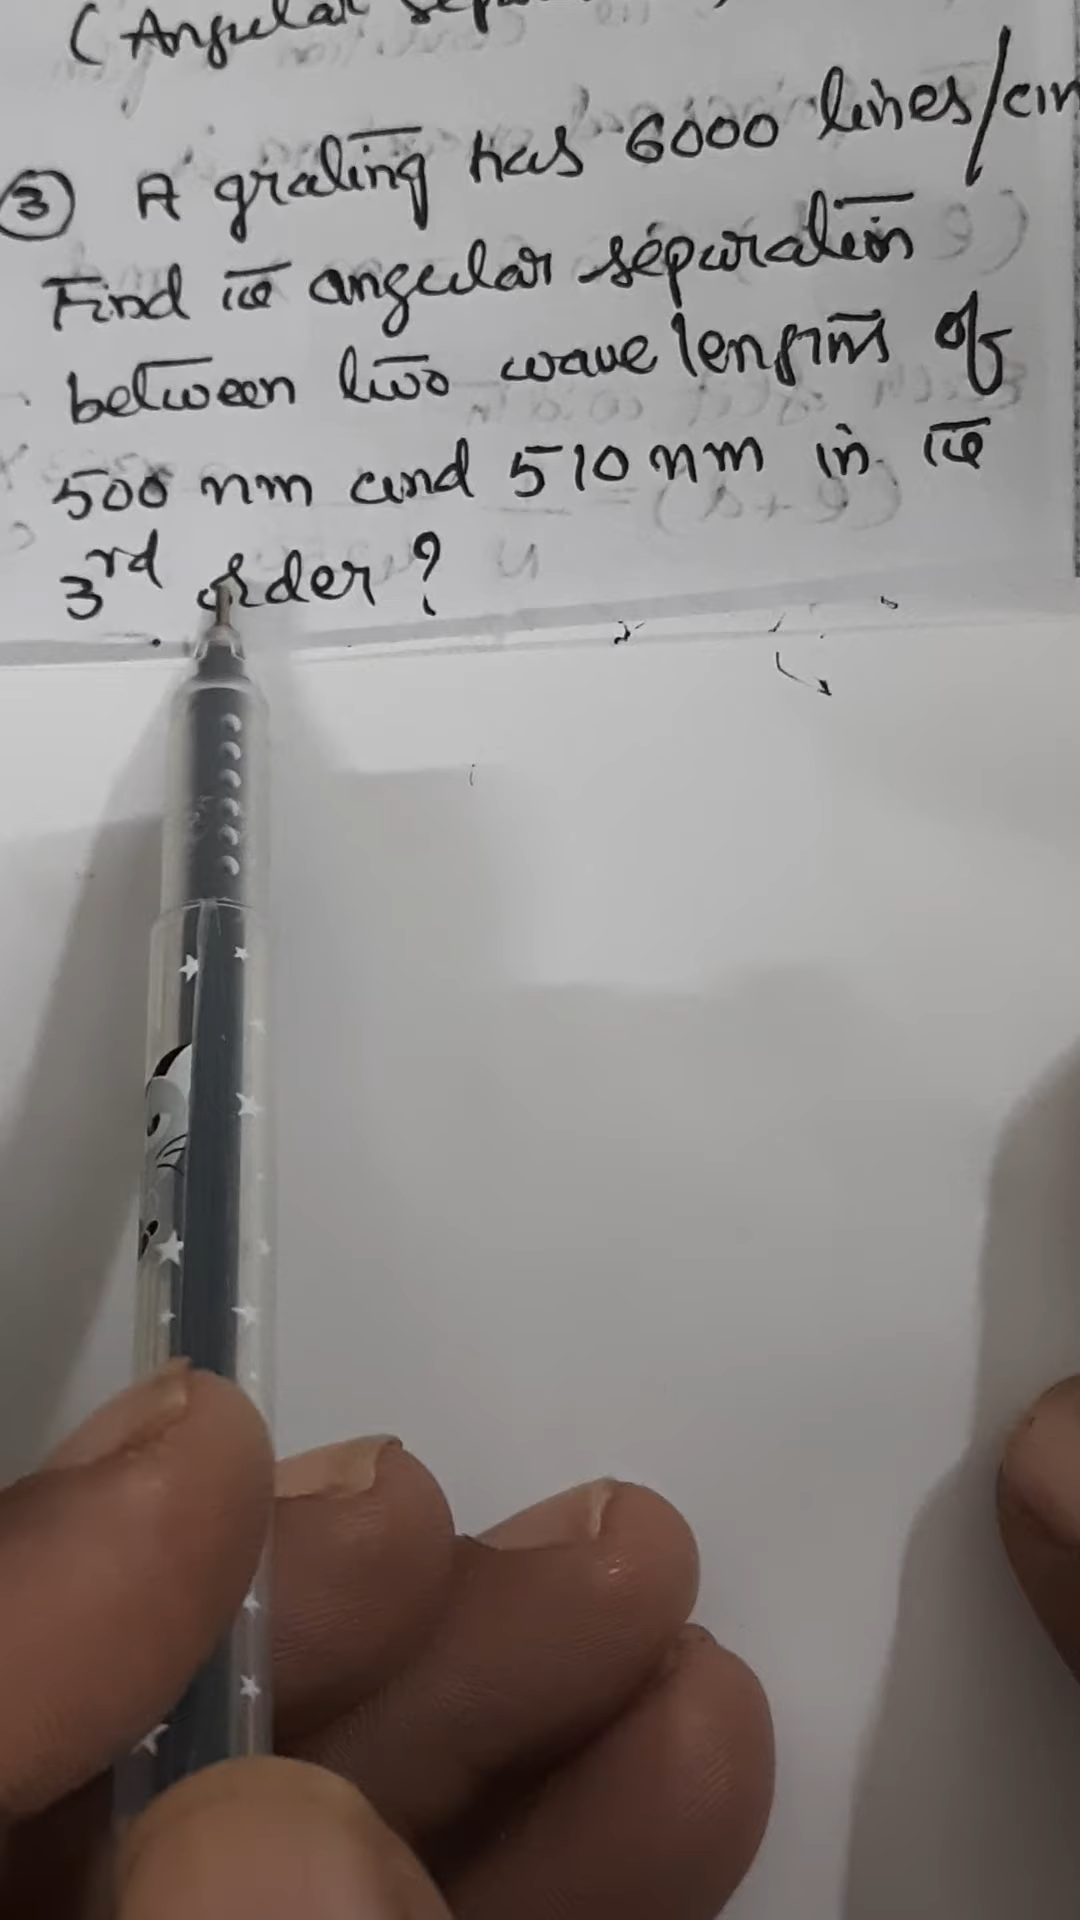 (Angular
③ A grating has 6000 lines/cm
Find the angular separation
between two wavelengths of
500 nm and 510 nm in the
3rd order?